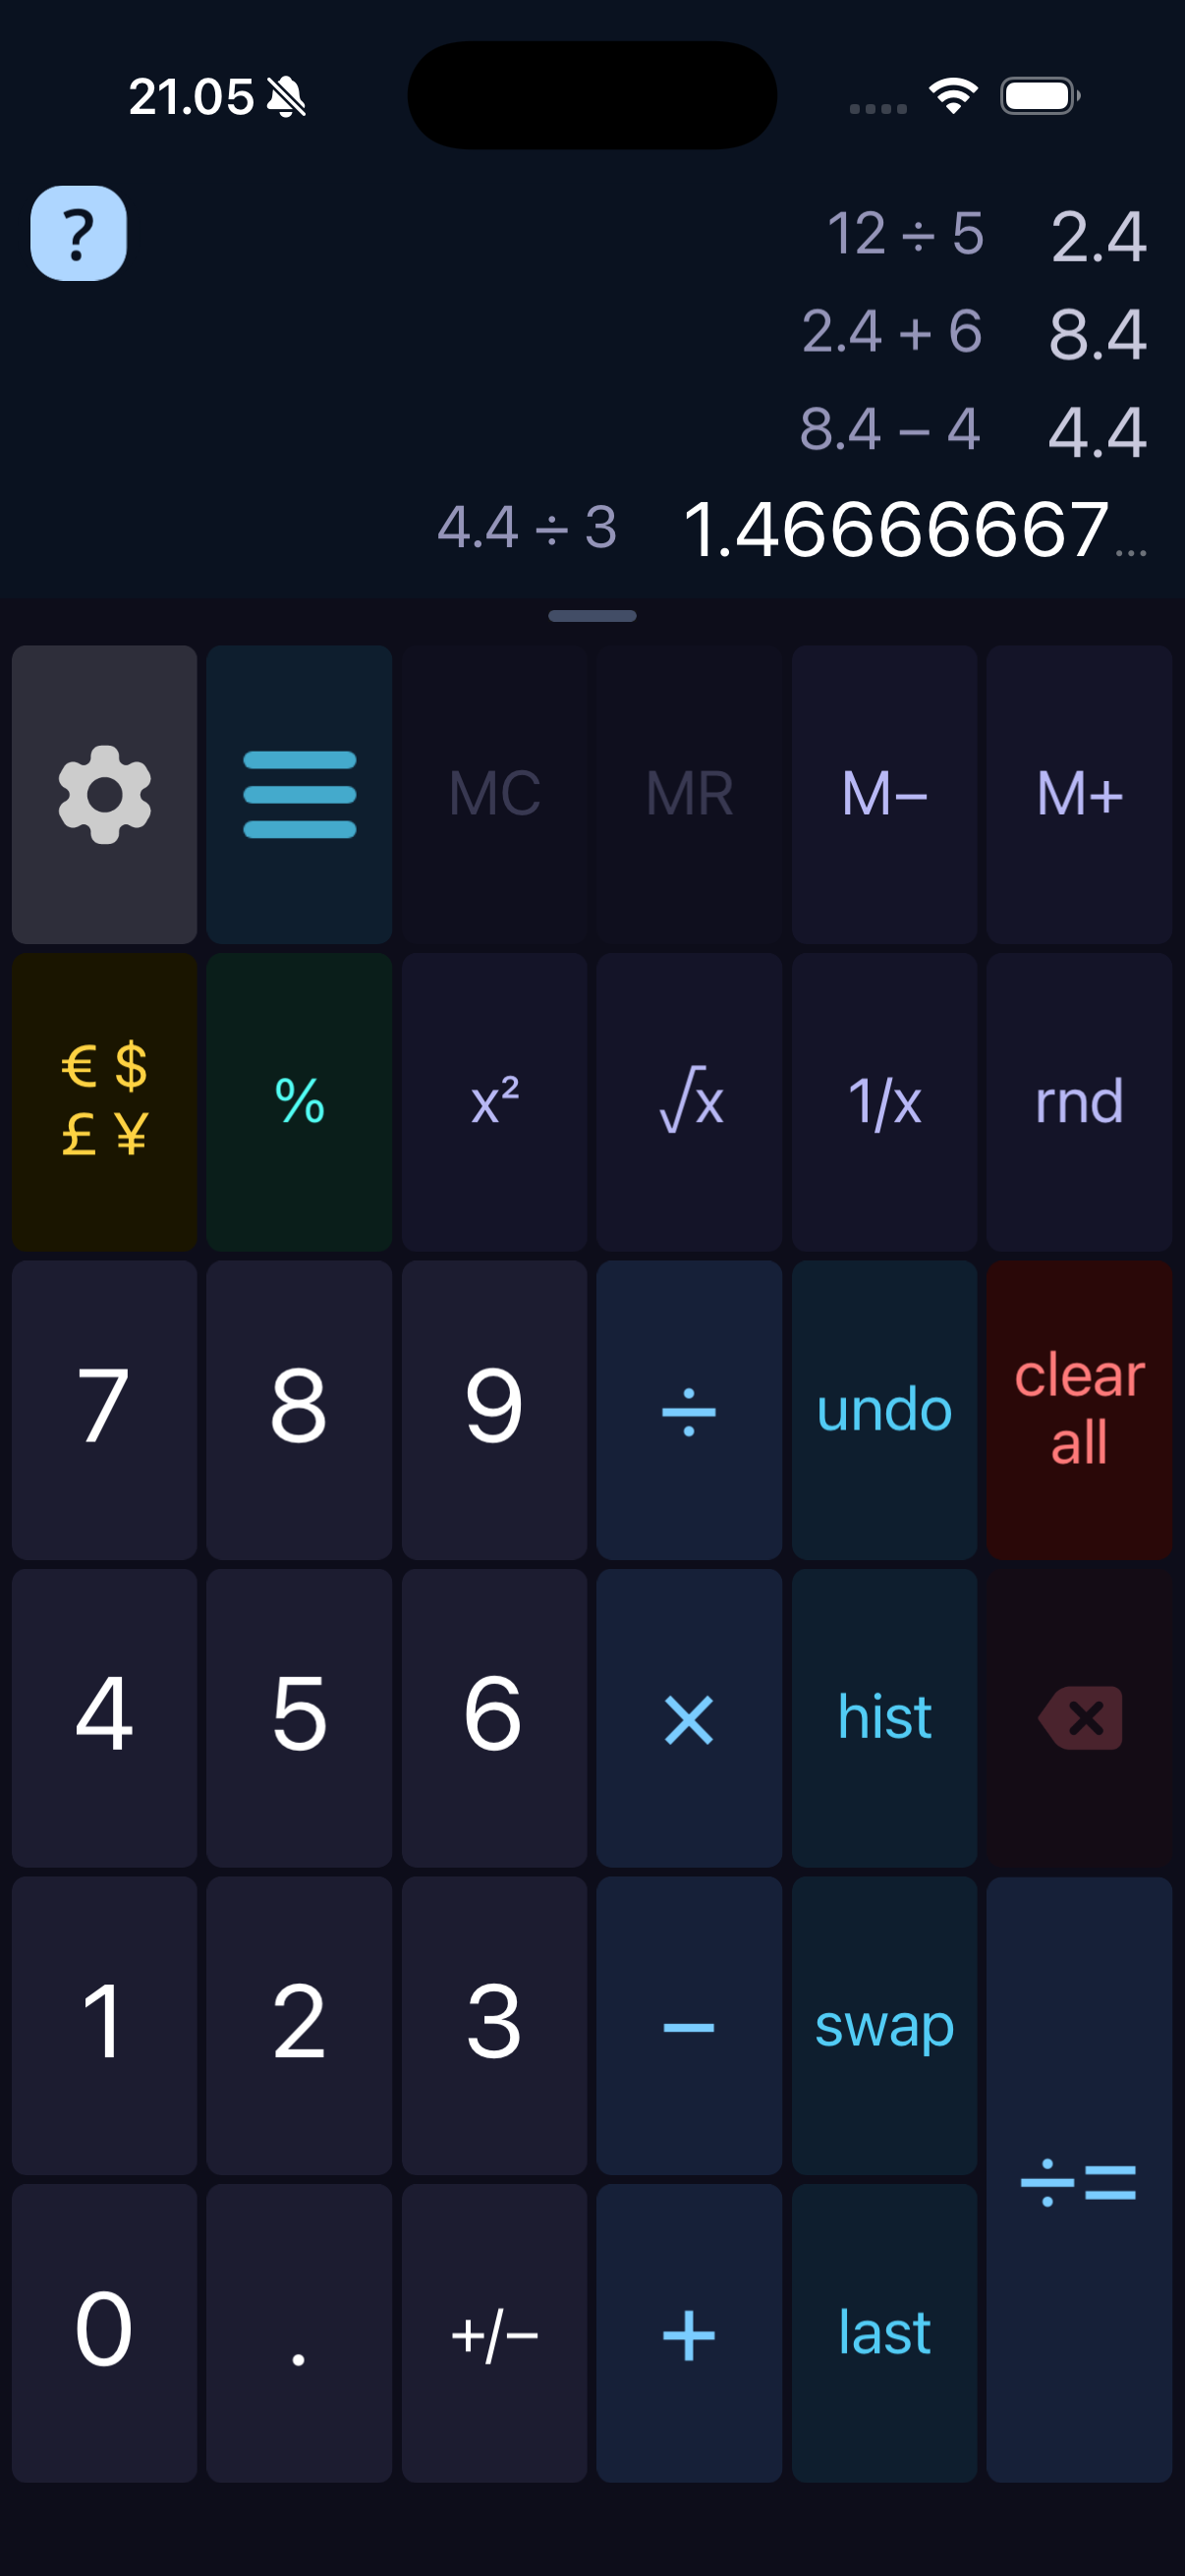 21.05
?
12 ÷ 5 2.4
2.4 + 6 8.4
8.4 – 4 4.4
4.4 ÷ 3 1.46666667...
MC MR M– M+
€ $
£ ¥
% x² √x 1/x rnd
7 8 9 ÷ undo clear
all
4 5 6 × hist
1 2 3 – swap
÷=
0 . +/– + last